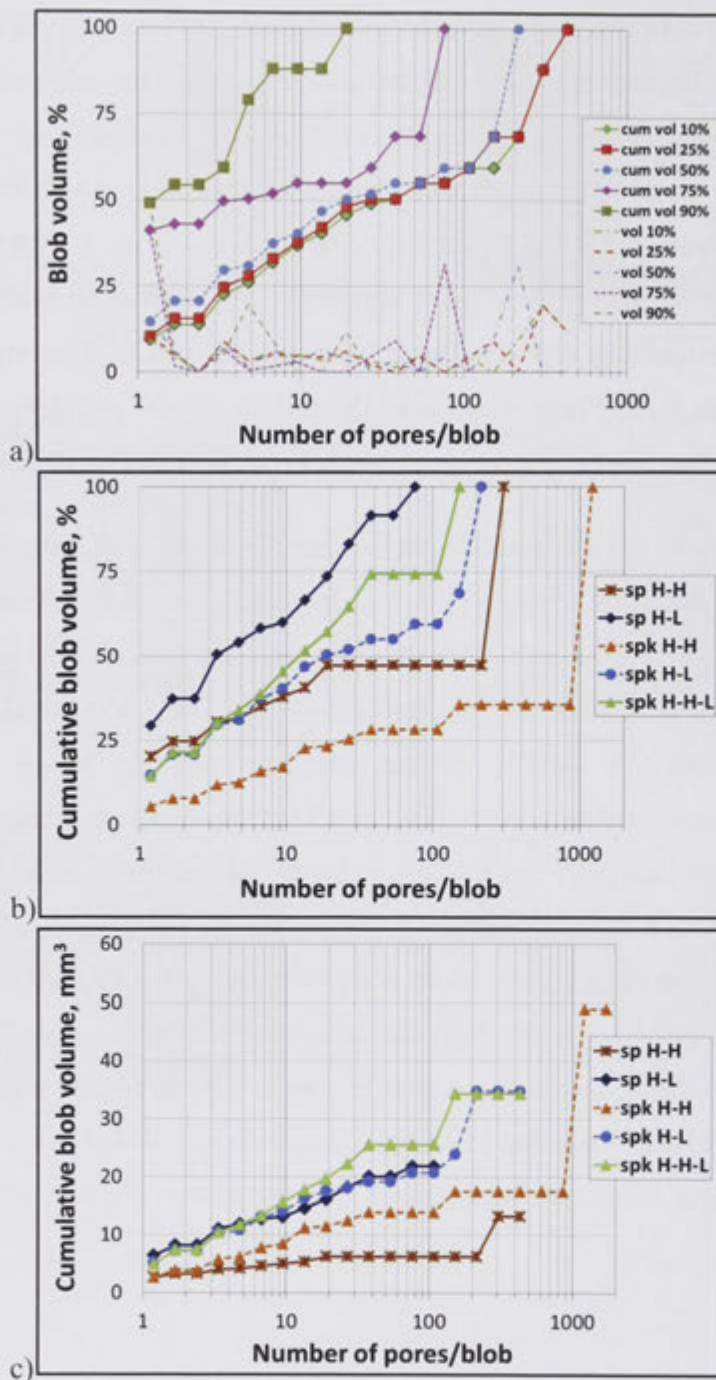 100
75
50
25
0
Blob volume, %
cum vol 10%
cum vol 25%
cum vol 50%
cum vol 75%
cum vol 90%
vol 10%
vol 25%
vol 50%
vol 75%
vol 90%
1 10 100 1000
Number of pores/blob
a)
100
75
50
25
0
Cumulative blob volume, %
sp H-H
sp H-L
spk H-H
spk H-L
spk H-H-L
1 10 100 1000
Number of pores/blob
b)
60
50
40
30
20
10
0
Cumulative blob volume, mm³
sp H-H
sp H-L
spk H-H
spk H-L
spk H-H-L
1 10 100 1000
Number of pores/blob
c)